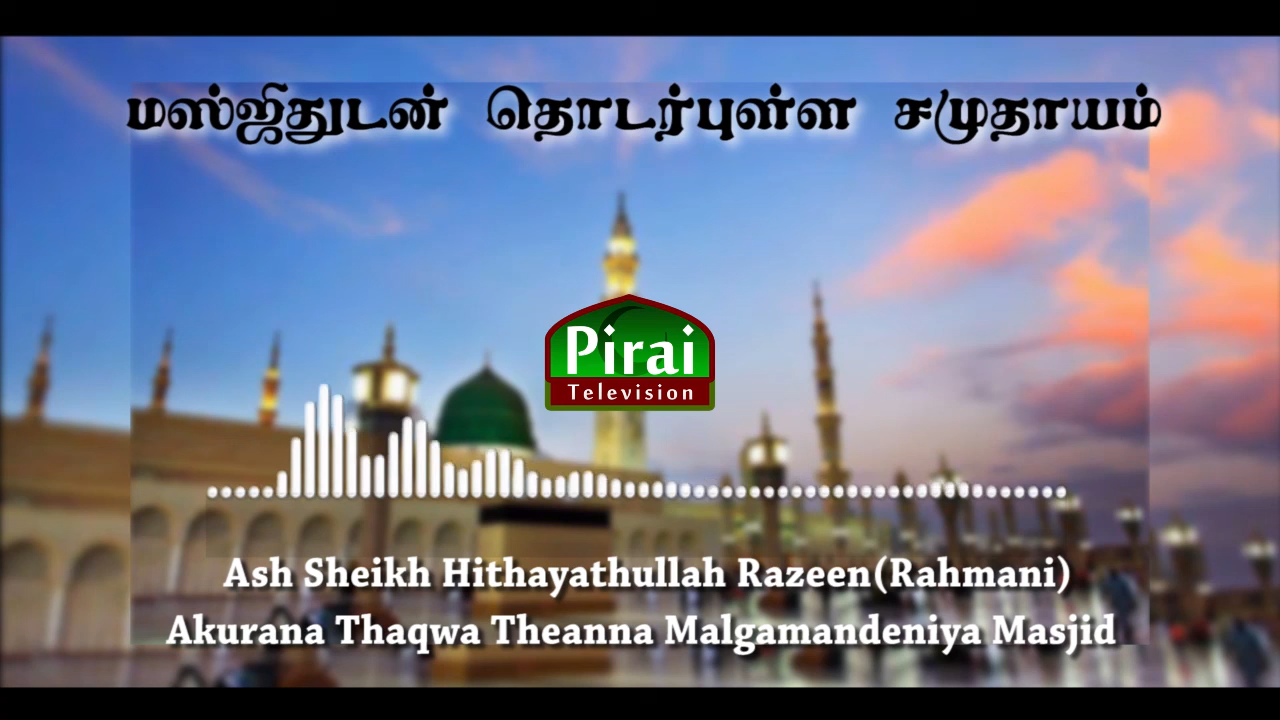 மஸ்ஜிதுடன் தொடர்புள்ள சமுதாயம்
Pirai
Television
Ash Sheikh Hithayathullah Razeen(Rahmani)
Akurana Thaqwa Theanna Malgamandeniya Masjid